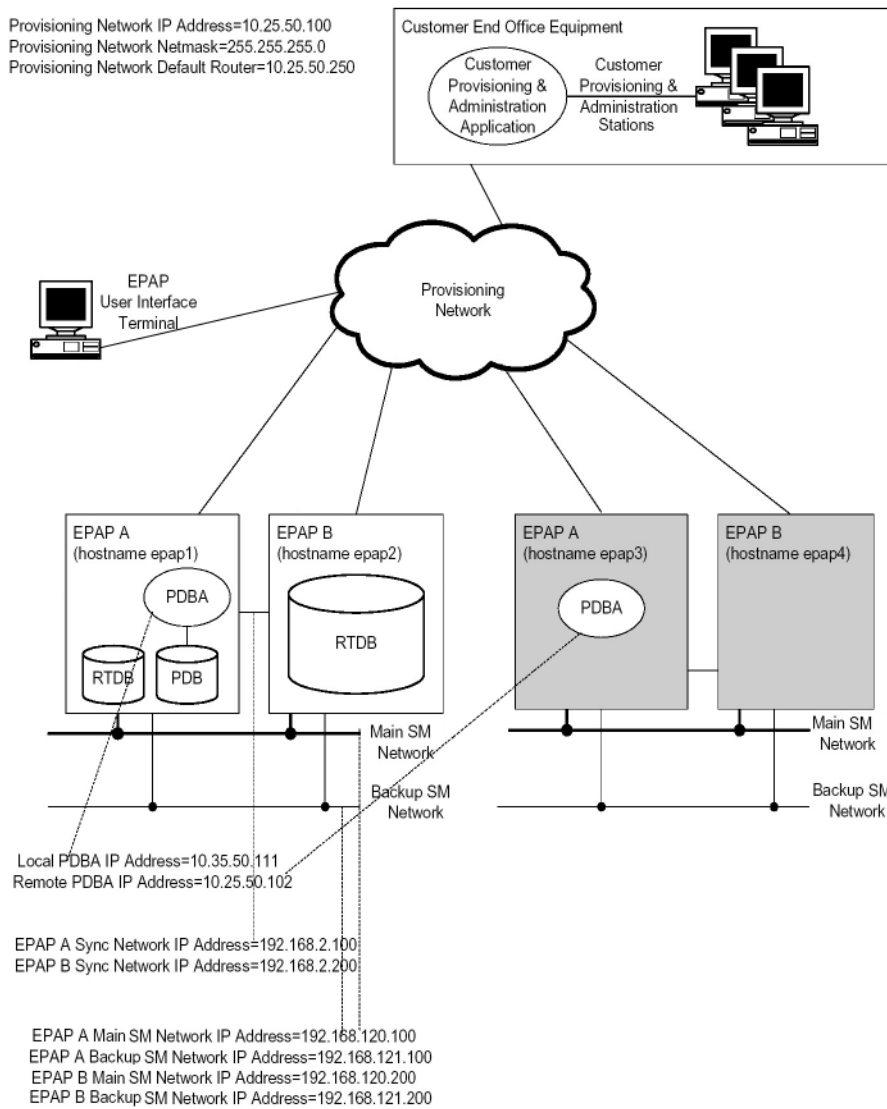 Provisioning Network IP Address=10.25.50.100
Provisioning Network Netmask=255.255.255.0
Provisioning Network Default Router=10.25.50.250
Customer End Office Equipment
Customer
Provisioning &
Administration
Application
Customer
Provisioning &
Administration
Stations
EPAP
User Interface
Terminal
Provisioning
Network
EPAP A
(hostname epap1)
PDBA
RTDB
PDB
EPAP B
(hostname epap2)
RTDB
EPAP A
(hostname epap3)
PDBA
EPAP B
(hostname epap4)
Main SM
Network
Backup SM
Network
Main SM
Network
Backup SM
Network
Local PDBA IP Address=10.35.50.111
Remote PDBA IP Address=10.25.50.102
EPAP A Sync Network IP Address=192.168.2.100
EPAP B Sync Network IP Address=192.168.2.200
EPAP A Main SM Network IP Address=192.168.120.100
EPAP A Backup SM Network IP Address=192.168.121.100
EPAP B Main SM Network IP Address=192.168.120.200
EPAP B Backup SM Network IP Address=192.168.121.200